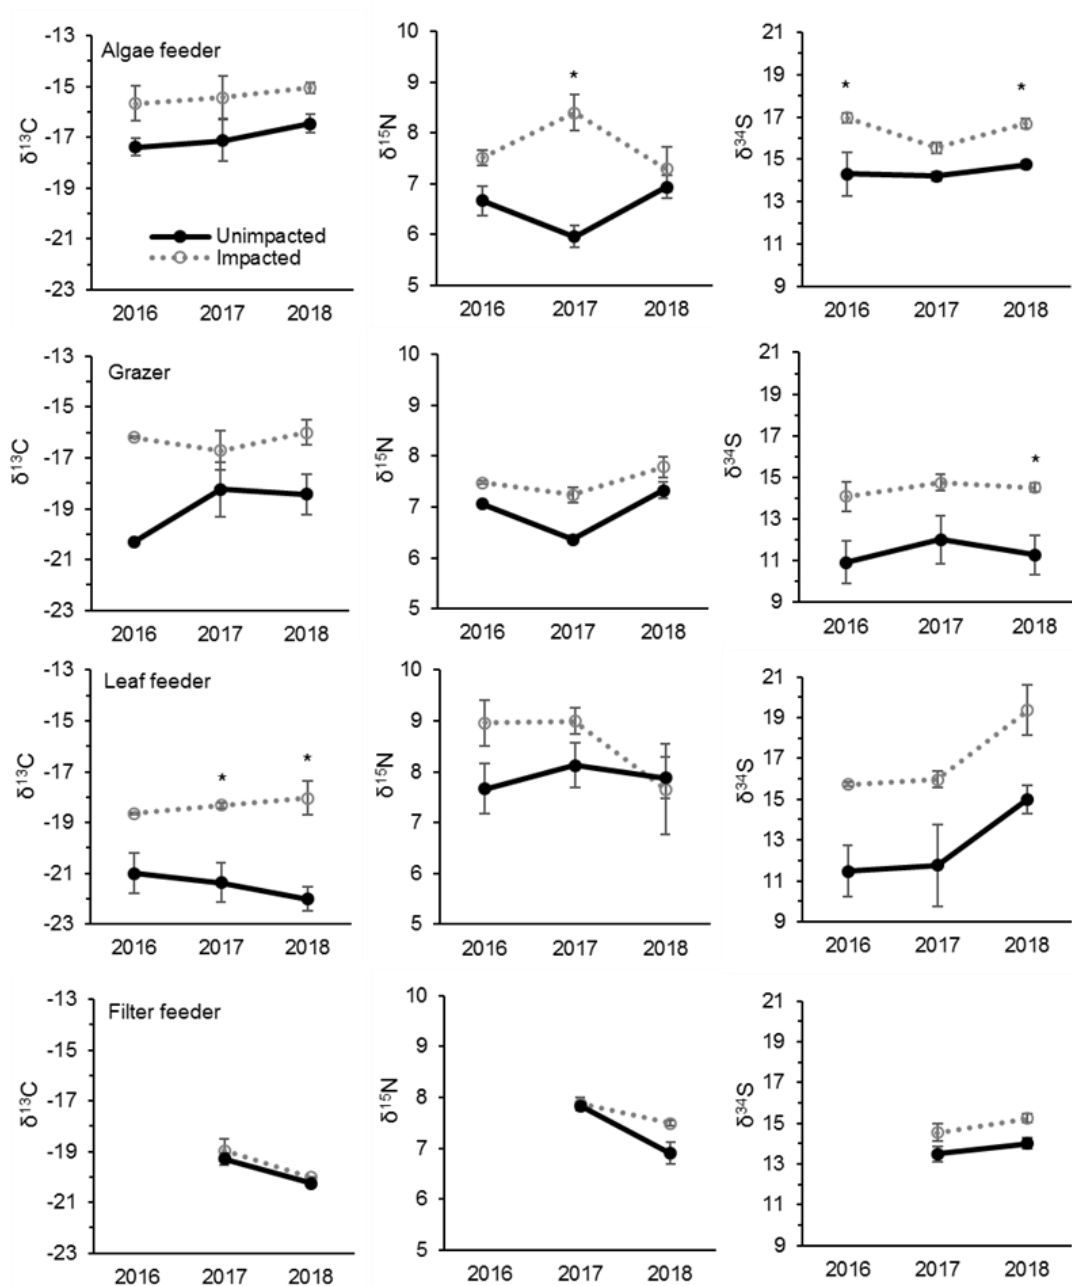 Algae feeder
δ13C
-13
-15
-17
-19
-21
-23
Unimpacted
Impacted
2016 2017 2018
δ15N
10
9
8
7
6
5
*
2016 2017 2018
δ34S
21
19
17
15
13
11
9
* *
2016 2017 2018
Grazer
δ13C
-13
-15
-17
-19
-21
-23
2016 2017 2018
δ15N
10
9
8
7
6
5
2016 2017 2018
δ34S
21
19
17
15
13
11
9
*
2016 2017 2018
Leaf feeder
δ13C
-13
-15
-17
-19
-21
-23
* *
2016 2017 2018
δ15N
10
9
8
7
6
5
2016 2017 2018
δ34S
21
19
17
15
13
11
9
2016 2017 2018
Filter feeder
δ13C
-13
-15
-17
-19
-21
-23
2016 2017 2018
δ15N
10
9
8
7
6
5
2016 2017 2018
δ34S
21
19
17
15
13
11
9
2016 2017 2018